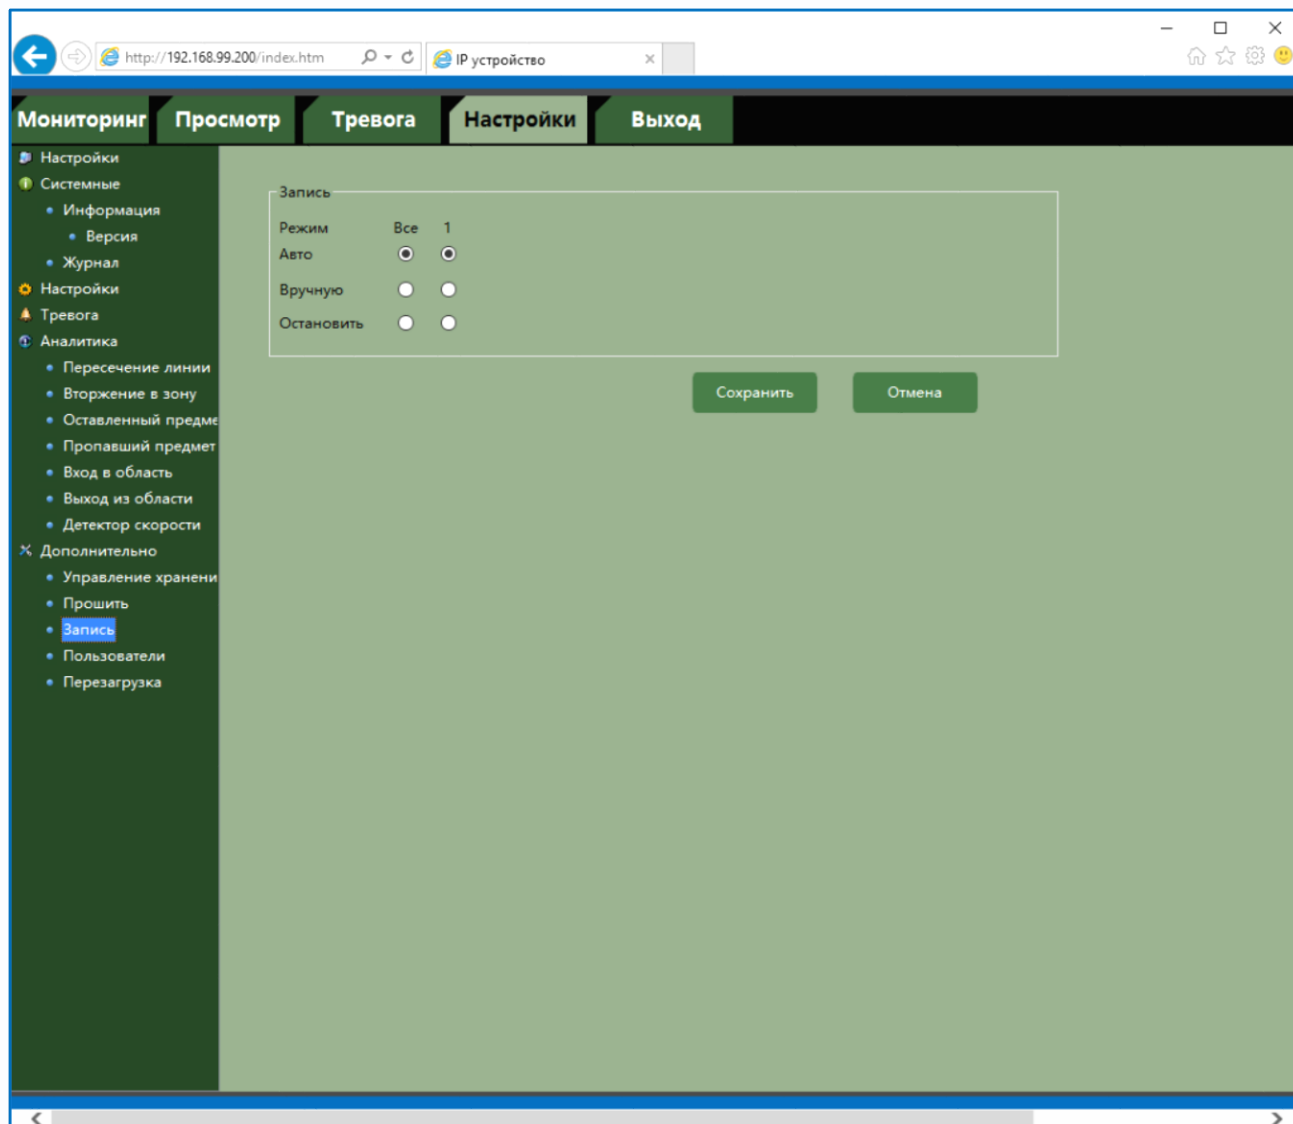 http://192.168.99.200/index.htm
IP устройство
Мониторинг Просмотр Тревога Настройки Выход
Настройки
Системные
Информация
Версия
Журнал
Настройки
Тревога
Аналитика
Пересечение линии
Вторжение в зону
Оставленный предме
Пропавший предмет
Вход в область
Выход из области
Детектор скорости
Дополнительно
Управление хранени
Прошить
Запись
Пользователи
Перезагрузка
Запись
Режим Все 1
Авто
Вручную
Остановить
Сохранить Отмена